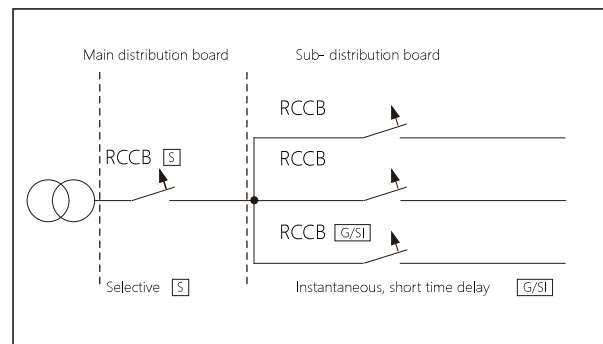 Main distribution board
Sub- distribution board
RCCB
RCCB S
RCCB
RCCB G/SI
Selective S
Instantaneous, short time delay G/SI